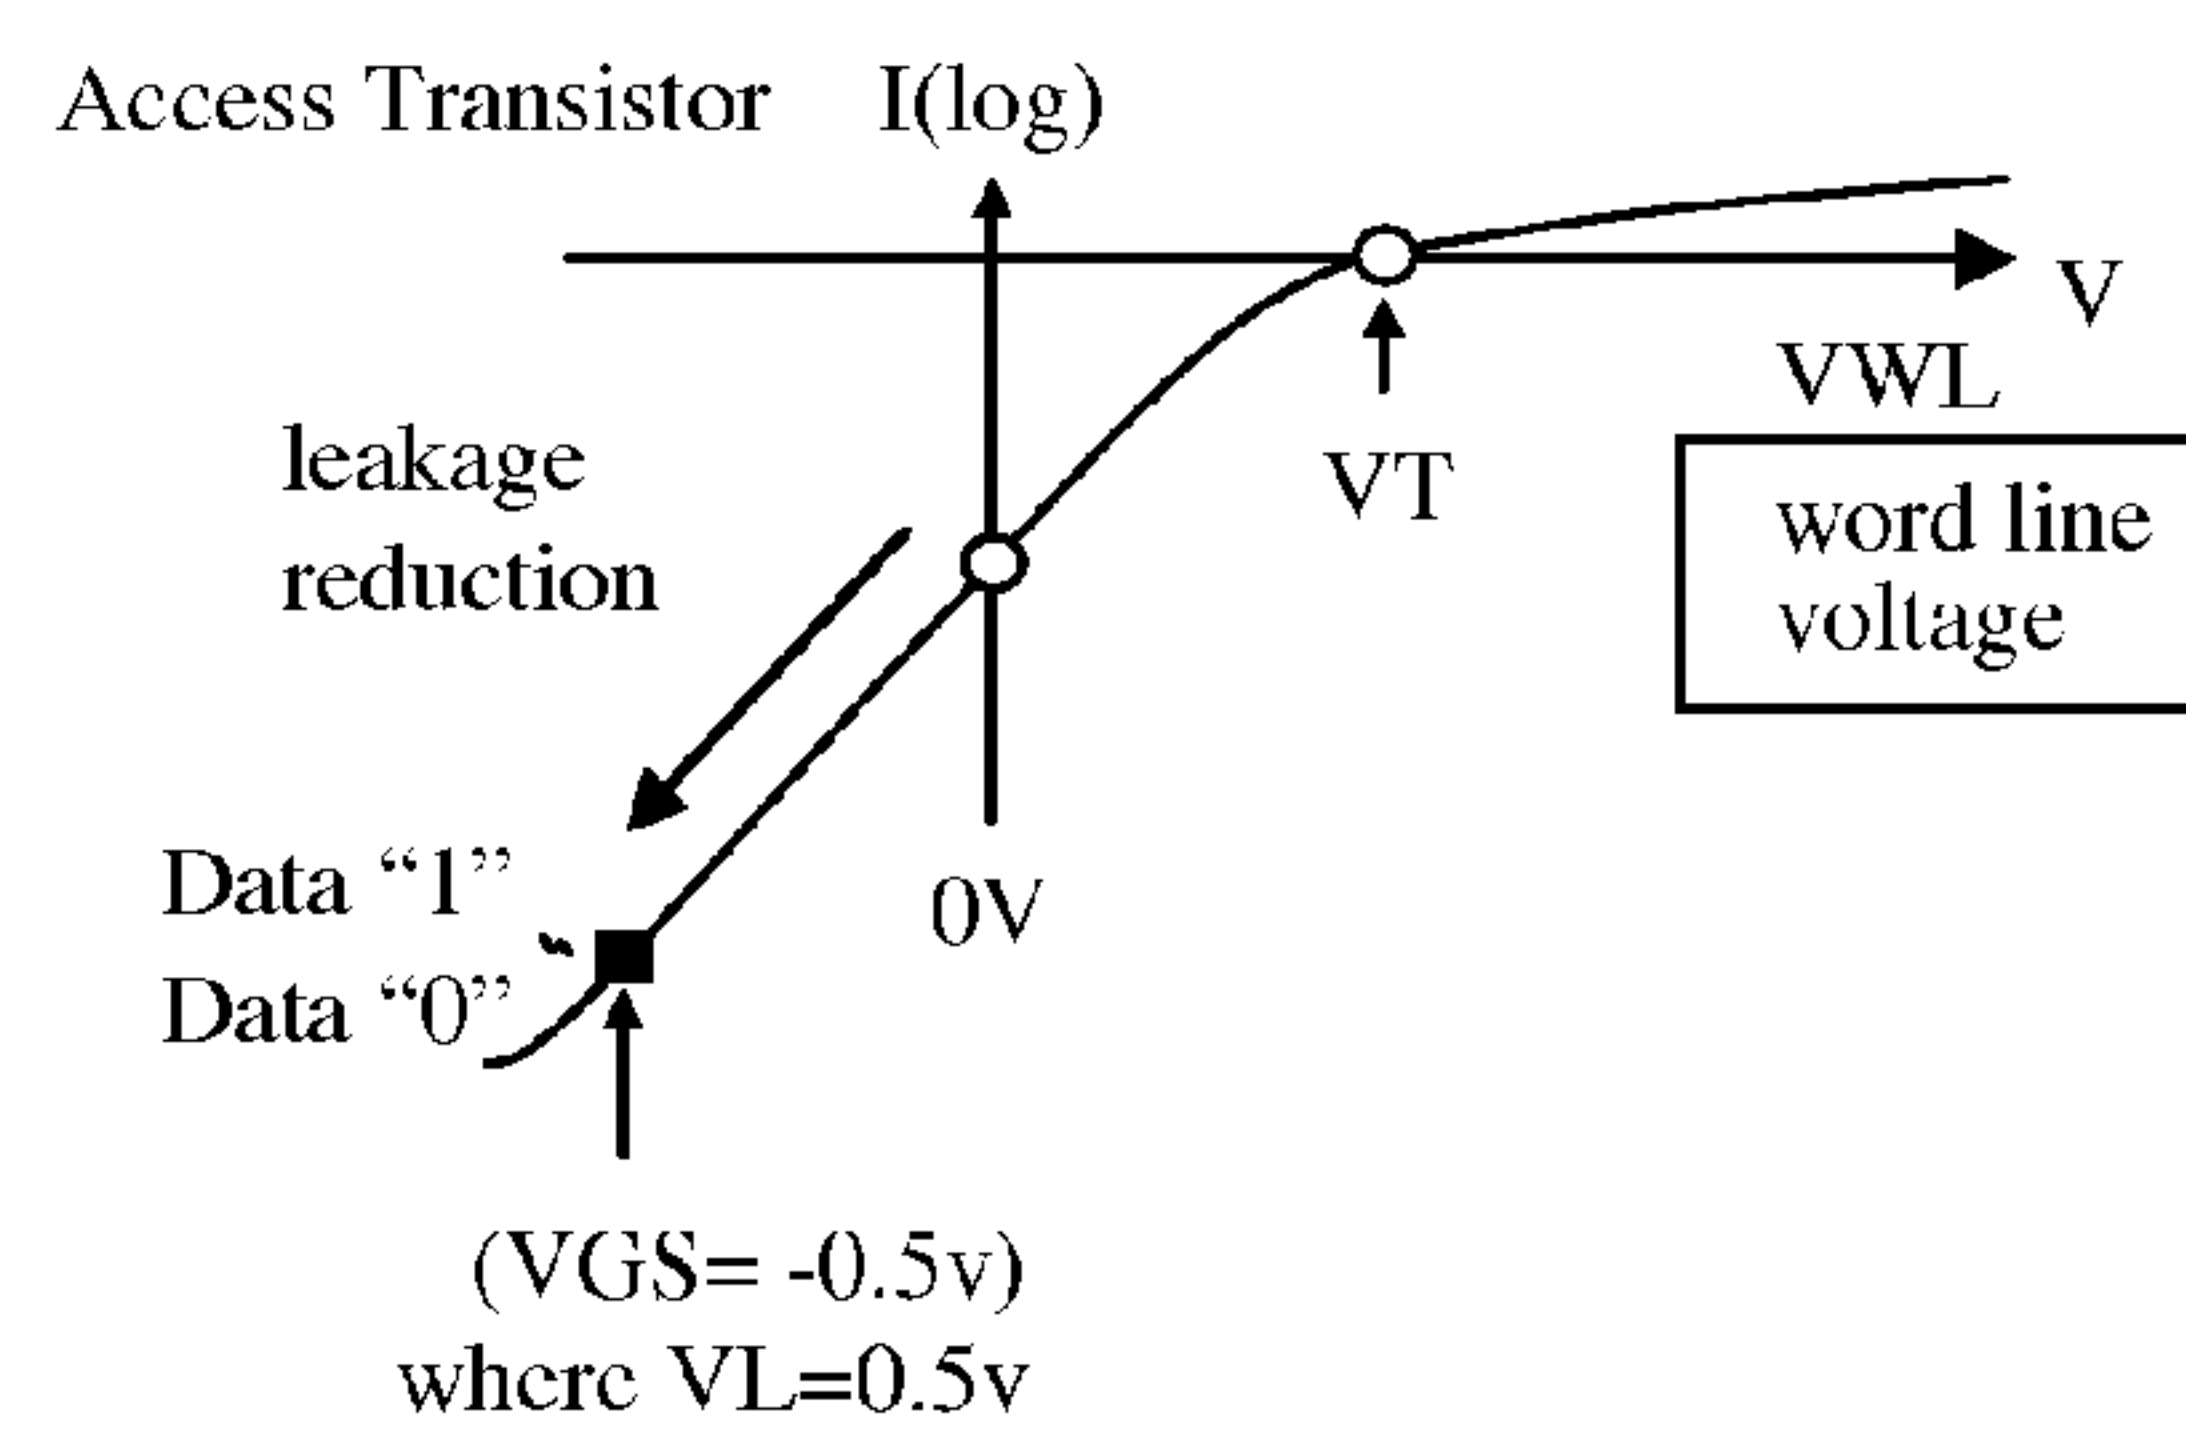 Access Transistor I(log)
V
VWL
leakage
reduction
VT
word line
voltage
Data “1”
0V
Data “0”
(VGS= -0.5v)
where VL=0.5v